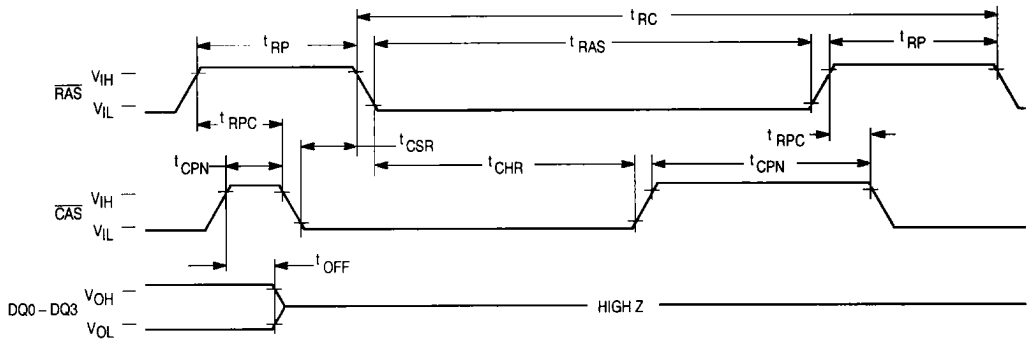 tRC
tRP
tRAS
tRP
RAS
VIH
VIL
tRPC
tCSR
tRPC
tCPN
tCHR
tCPN
CAS
VIH
VIL
tOFF
DQ0 – DQ3
VOH
VOL
HIGH Z